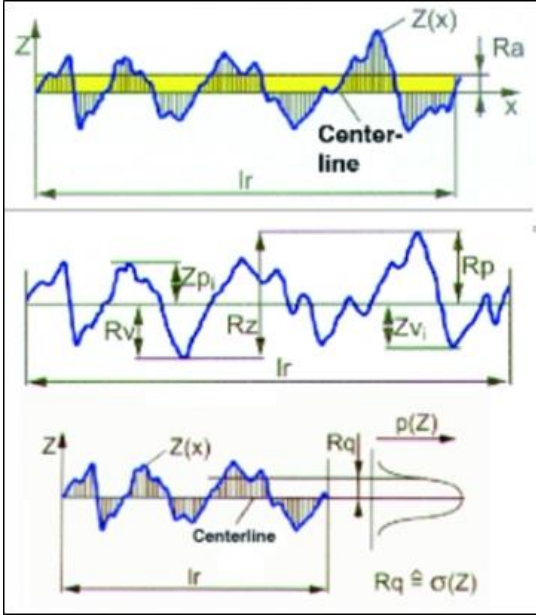 Z
Z(x)
Ra
x
Center-
line
lr
Zpi
Rp
Rv
Rz
Zvi
lr
p(Z)
Z
Z(x)
Rq
Centerline
lr
Rq ≙ σ(Z)